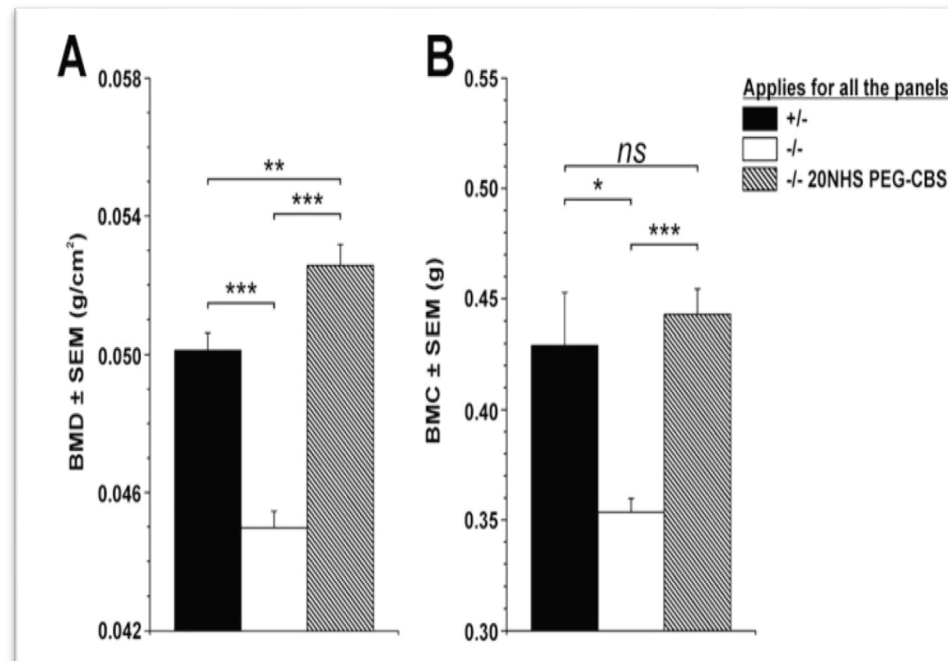 A
BMD ± SEM (g/cm²)
0.058
0.054
0.050
0.046
0.042
**
***
***
B
BMC ± SEM (g)
0.55
0.50
0.45
0.40
0.35
0.30
ns
*
***
Applies for all the panels
+/-
-/-
-/- 20NHS PEG-CBS